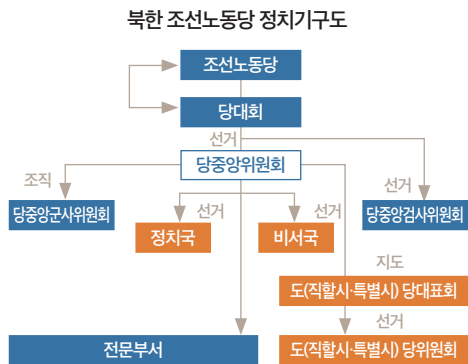 북한 조선노동당 정치기구도
조선노동당
당대회
선거
당중앙위원회
조직
선거
당중앙군사위원회
선거
선거
당중앙검사위원회
정치국
비서국
지도
도(직할시·특별시) 당대표회
선거
전문부서
도(직할시·특별시) 당위원회